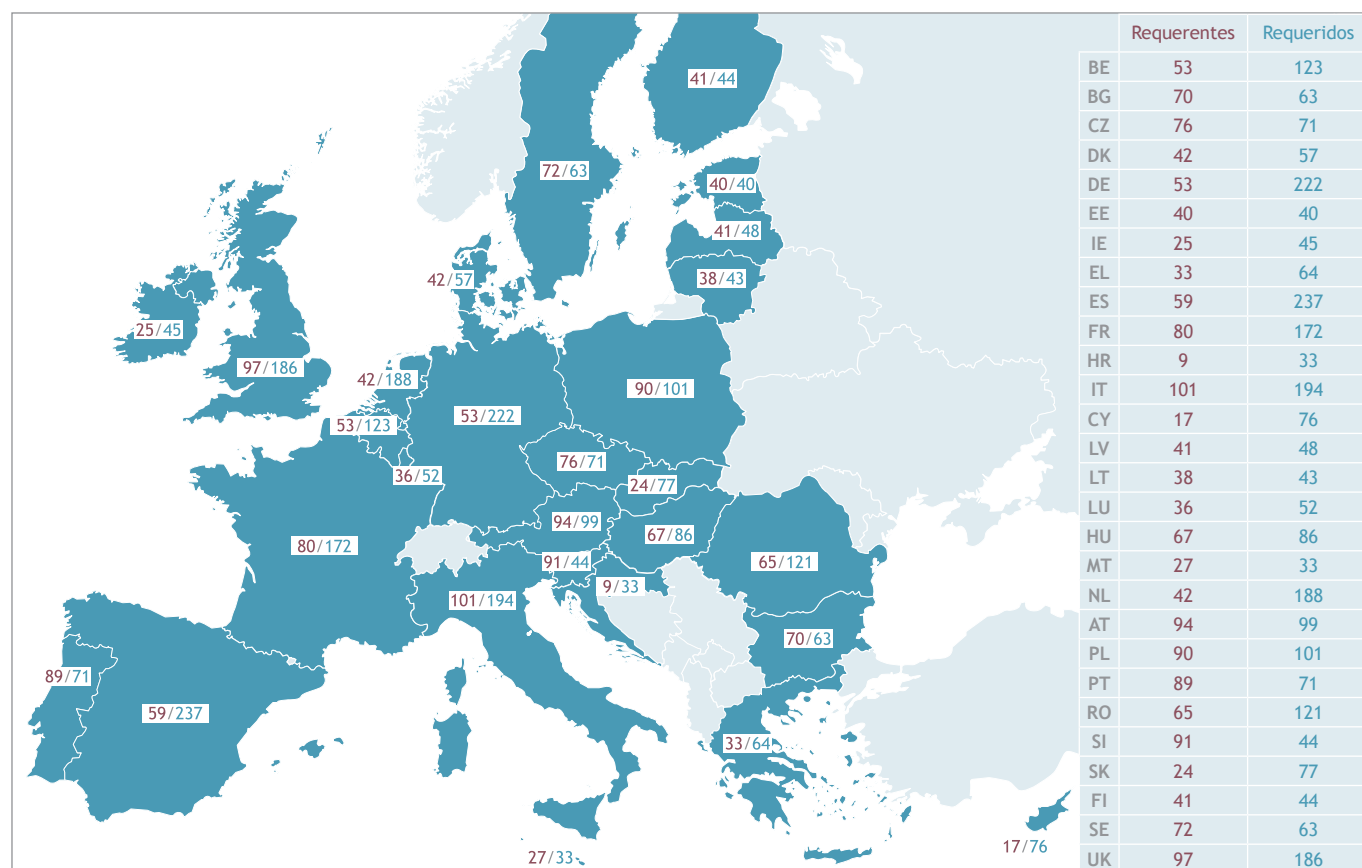 41/44
72/63
40/40
41/48
42/57
38/43
25/45
97/186
42/188
90/101
53/222
53/123
76/71
36/52
24/77
94/99
67/86
80/172
91/44
65/121
9/33
101/194
70/63
89/71
59/237
33/64
17/76
27/33
Requerentes Requeridos
BE 53 123
BG 70 63
CZ 76 71
DK 42 57
DE 53 222
EE 40 40
IE 25 45
EL 33 64
ES 59 237
FR 80 172
HR 9 33
IT 101 194
CY 17 76
LV 41 48
LT 38 43
LU 36 52
HU 67 86
MT 27 33
NL 42 188
AT 94 99
PL 90 101
PT 89 71
RO 65 121
SI 91 44
SK 24 77
FI 41 44
SE 72 63
UK 97 186